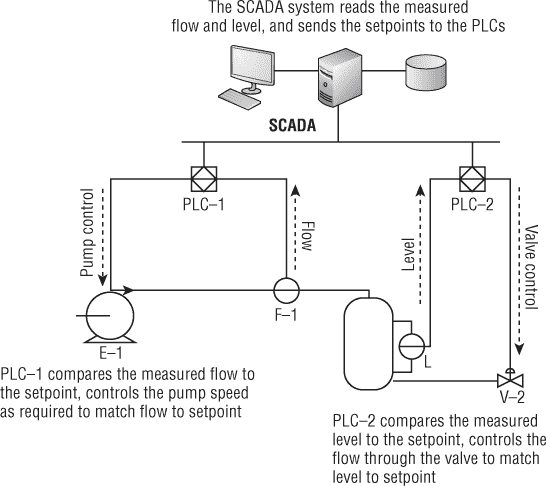 The SCADA system reads the measured
flow and level, and sends the setpoints to the PLCs
SCADA
PLC–1
PLC–2
Pump control
Flow
Level
Valve control
F–1
E–1
L
V–2
PLC–1 compares the measured flow to
the setpoint, controls the pump speed
as required to match flow to setpoint
PLC–2 compares the measured
level to the setpoint, controls the
flow through the valve to match
level to setpoint